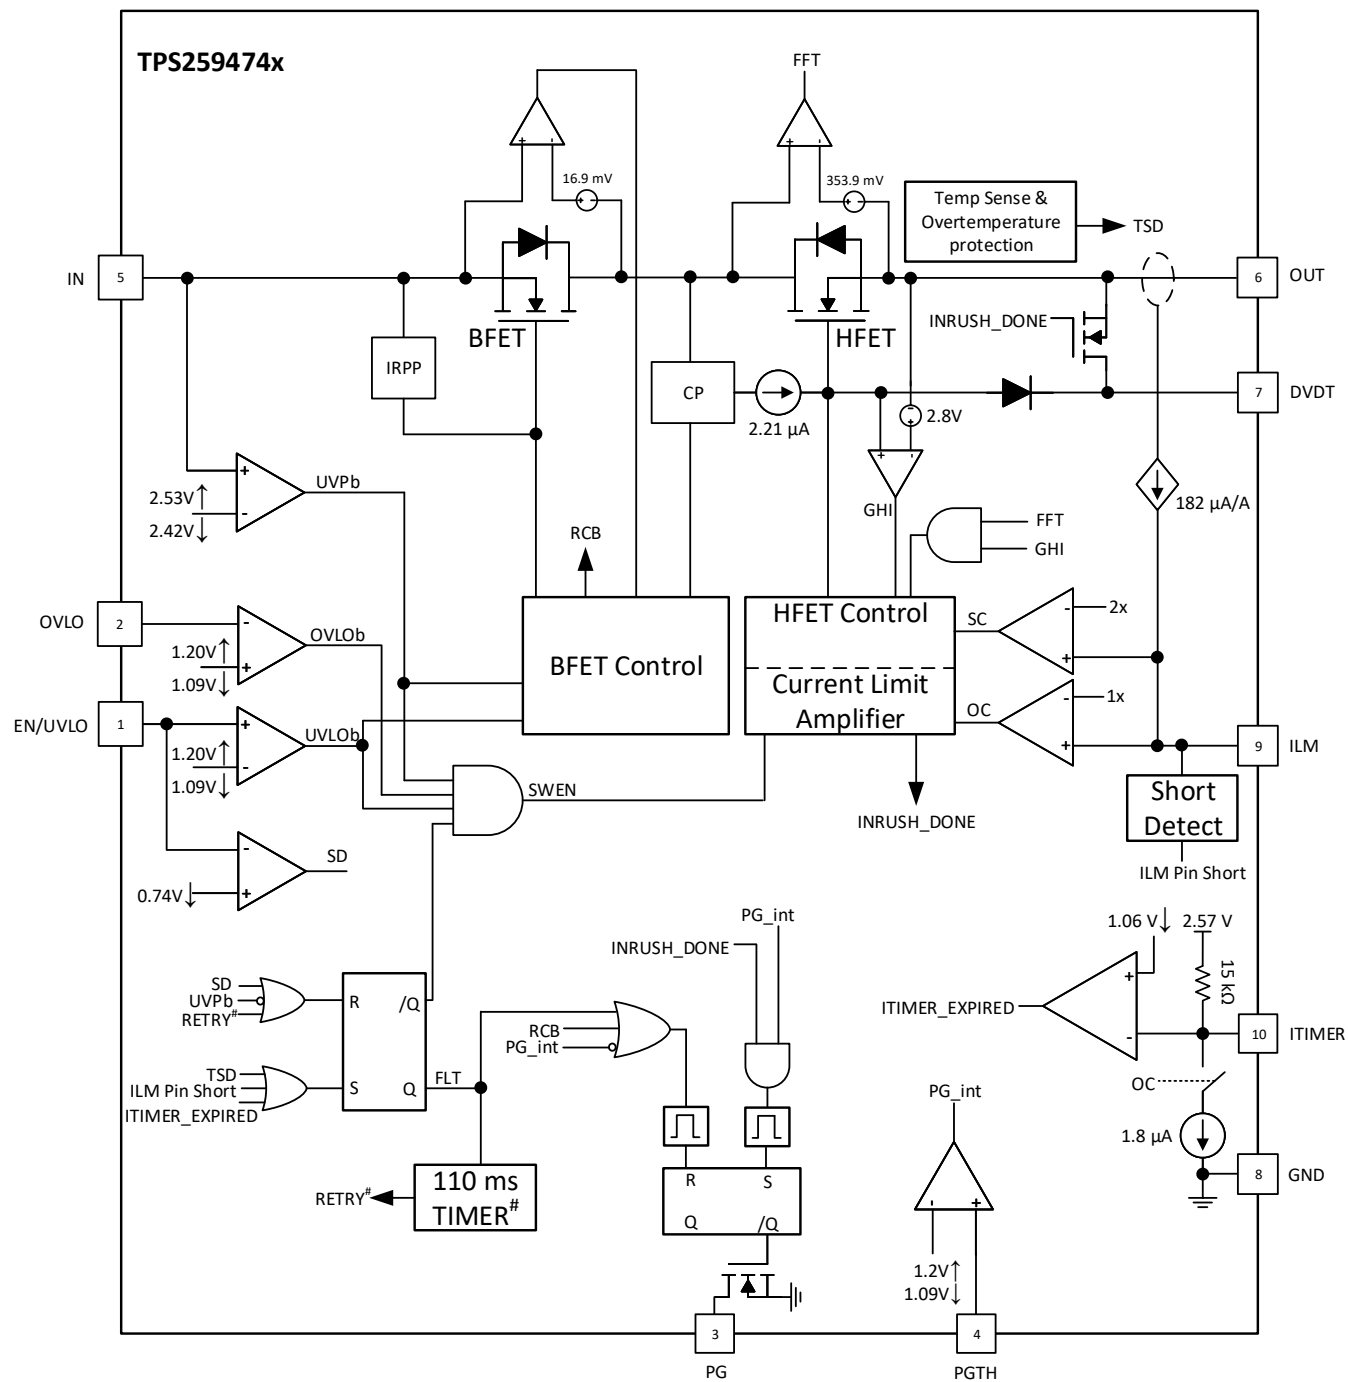 TPS259474x
FFT
16.9 mV
+
-
+ -
353.9 mV
+
-
+ -
Temp Sense &
Overtemperature
protection
TSD
IN
5
6
OUT
BFET
HFET
INRUSH_DONE
IRPP
CP
2.21 µA
+
-
2.8V
7
DVDT
+
-
GHI
UVPb
+
-
2.53V↑
2.42V↓
182 µA/A
RCB
FFT
GHI
OVLO
2
-
+
OVLOb
1.20V↑
1.09V↓
BFET Control
HFET Control
Current Limit
Amplifier
SC
-
2x
+
OC
-
1x
+
EN/UVLO
1
+
-
UVLOb
1.20V↑
1.09V↓
9
ILM
SWEN
Short
Detect
INRUSH_DONE
ILM Pin Short
SD
-
+
0.74V↓
PG_int
INRUSH_DONE
1.06 V↓
2.57 V
15 kΩ
SD
UVPb
RETRY#
R
/Q
RCB
PG_int
ITIMER_EXPIRED
+
-
10
ITIMER
TSD
ILM Pin Short
ITIMER_EXPIRED
S
Q
FLT
OC
PG_int
1.8 µA
110 ms
TIMER#
RETRY#
R
S
Q
/Q
-
+
8
GND
1.2V↑
1.09V↓
3
4
PG
PGTH